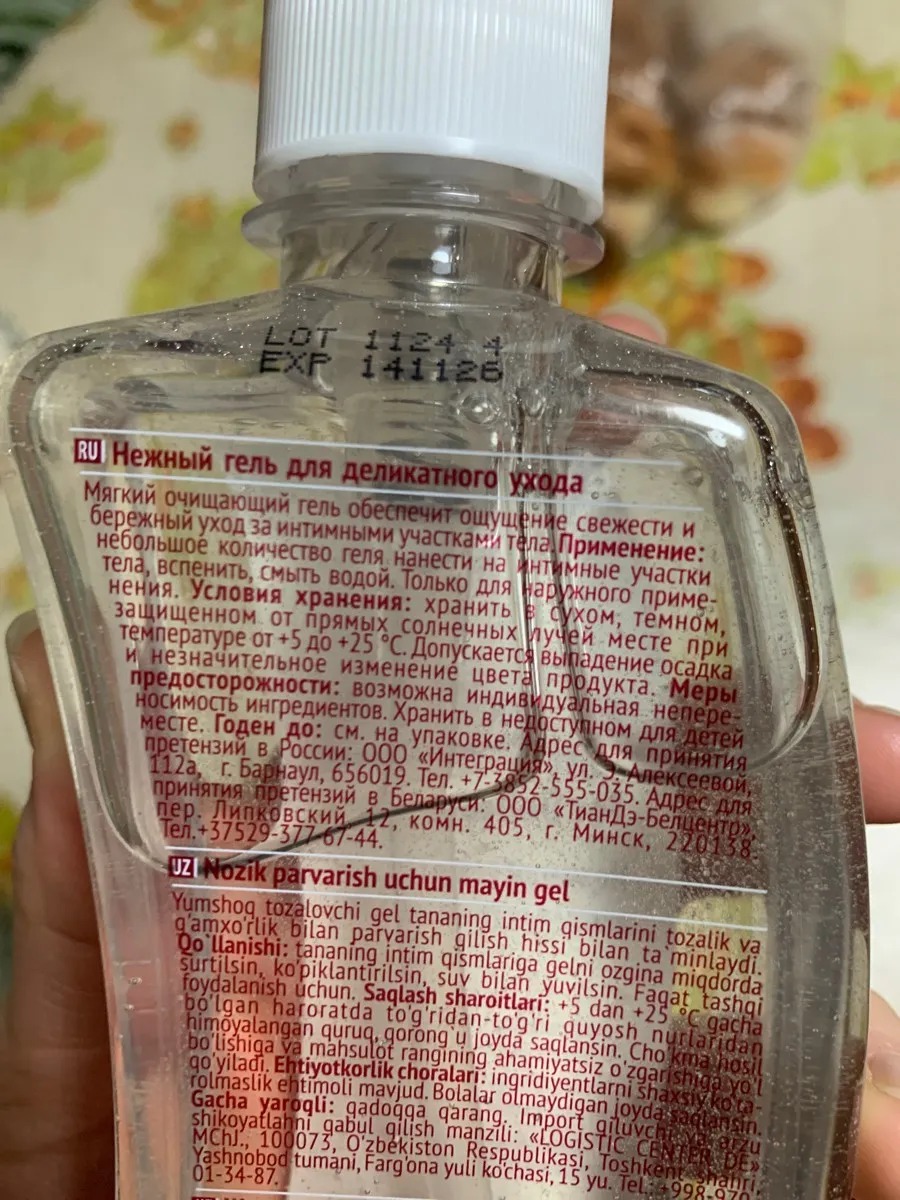 LOT 1124 4
EXP 141126
RU Нежный гель для деликатного ухода
Мягкий очищающий гель обеспечит ощущение свежести и
бережный уход за интимными участками тела. Применение:
небольшое количество геля нанести на интимные участки
тела, вспенить, смыть водой. Только для наружного приме-
нения. Условия хранения: хранить в сухом, темном,
защищенном от прямых солнечных лучей месте при
температуре от +5 до +25 °C. Допускается выпадение осадка
и незначительное изменение цвета продукта. Меры
предосторожности: возможна индивидуальная непере-
носимость ингредиентов. Хранить в недоступном для детей
месте. Годен до: см. на упаковке. Адрес для принятия
претензий в России: ООО «Интеграция», ул. Э. Алексеевой,
112а, г. Барнаул, 656019. Тел. +7-3852-555-035. Адрес для
принятия претензий в Беларуси: ООО «ТианДэ-Белцентр»,
пер. Липковский, 12, комн. 405, г. Минск, 220138.
Тел.+37529-377-67-44.
UZ Nozik parvarish uchun mayin gel
Yumshoq tozalovchi gel tananing intim qismlarini tozalik va
g'amxo'rlik bilan parvarish qilish hissi bilan ta'minlaydi.
Qo'llanishi: tananing intim qismlariga gelni ozgina miqdorda
surtilsin, ko'piklantirilsin, suv bilan yuvilsin. Faqat tashqi
foydalanish uchun. Saqlash sharoitlari: +5 dan +25 °C gacha
bo'lgan haroratda to'g'ridan-to'g'ri quyosh nurlaridan
himoyalangan quruq, qorong'u joyda saqlansin. Cho'kma hosil
bo'lishiga va mahsulot rangining ahamiyatsiz o'zgarishiga yo'l
qo'yiladi. Ehtiyotkorlik choralari: ingridiyentlarni shaxsiy ko'ta-
rolmaslik ehtimoli mavjud. Bolalar olmaydigan joyda saqlansin.
Gacha yaroqli: qadoqqa qarang. Import qiluvchi va arzu
shikoyatlarni qabul qilish manzili: «LOGISTIC CENTER DE»
MChJ., 100073, O'zbekiston Respublikasi, Toshkent shahri,
Yashnobod tumani, Farg'ona yuli ko'chasi, 15 yu. Tel.: +998-
01-34-87.